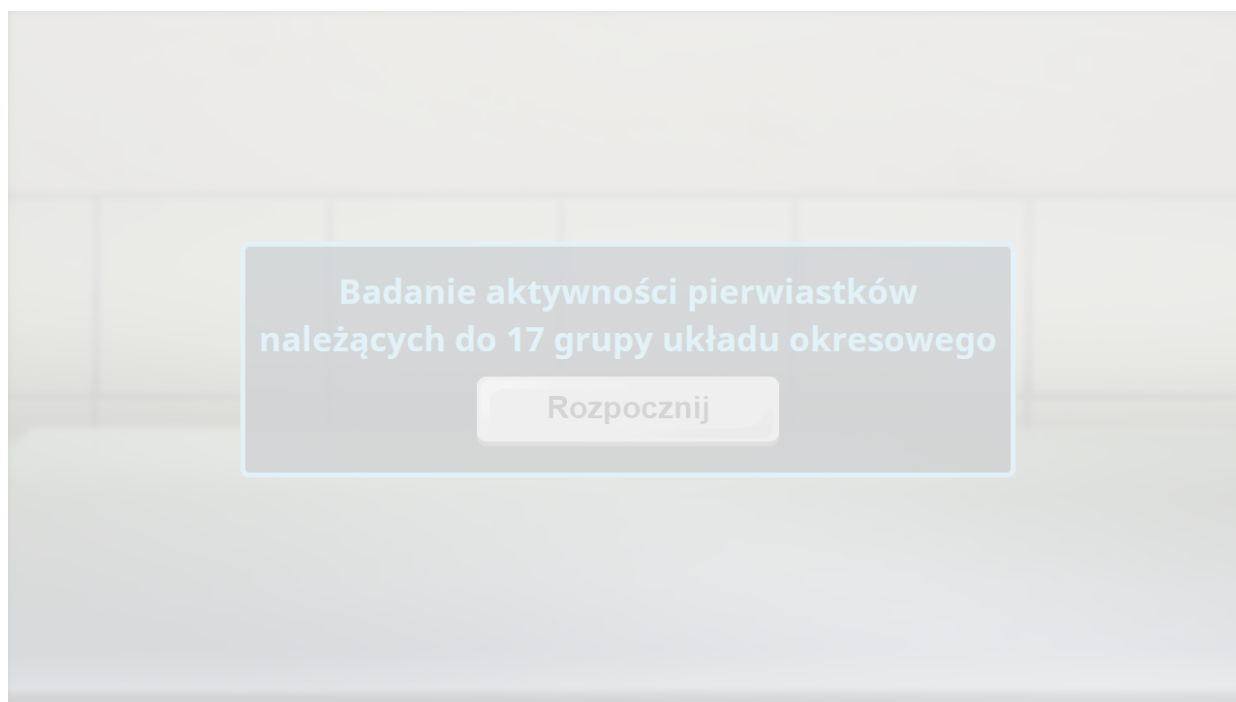 Badanie aktywności pierwiastków
należących do 17 grupy układu okresowego
Rozpocznij